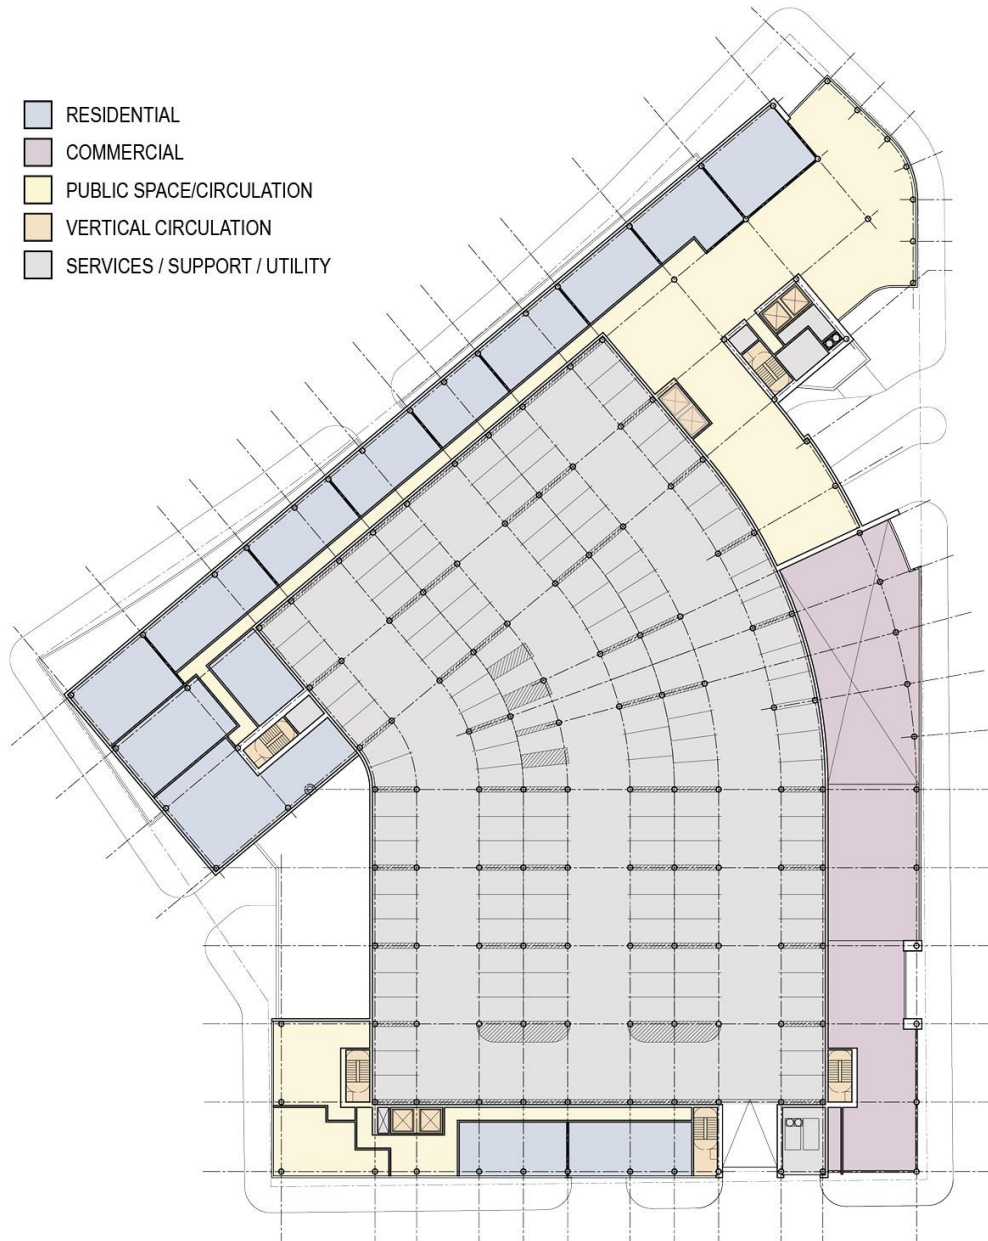 RESIDENTIAL
COMMERCIAL
PUBLIC SPACE/CIRCULATION
VERTICAL CIRCULATION
SERVICES / SUPPORT / UTILITY